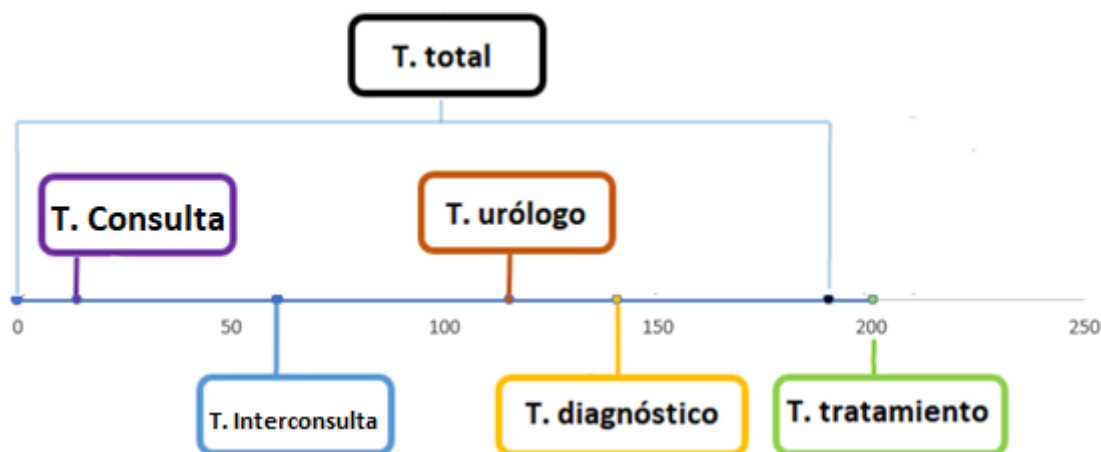 T. total
T. Consulta
T. urólogo
0 50 100 150 200 250
T. Interconsulta
T. diagnóstico
T. tratamiento